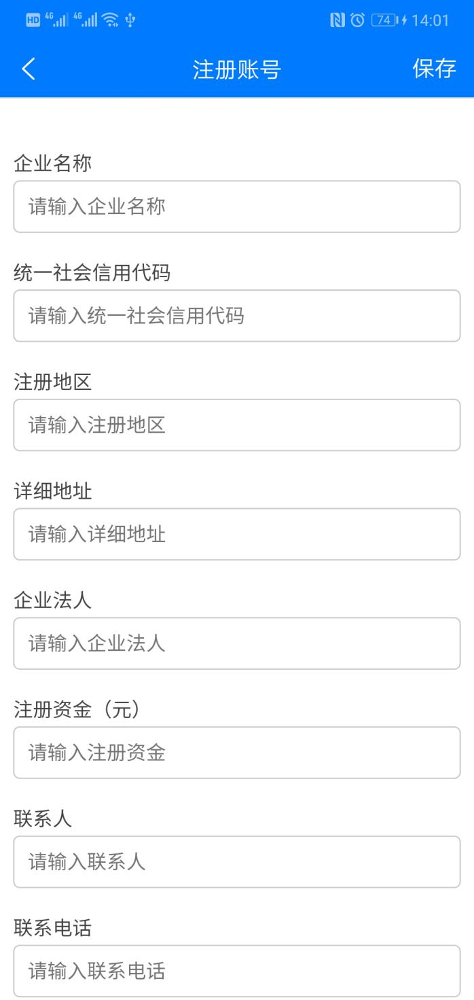 HD 4G 4G 74 14:01
注册账号 保存
企业名称
请输入企业名称
统一社会信用代码
请输入统一社会信用代码
注册地区
请输入注册地区
详细地址
请输入详细地址
企业法人
请输入企业法人
注册资金（元）
请输入注册资金
联系人
请输入联系人
联系电话
请输入联系电话